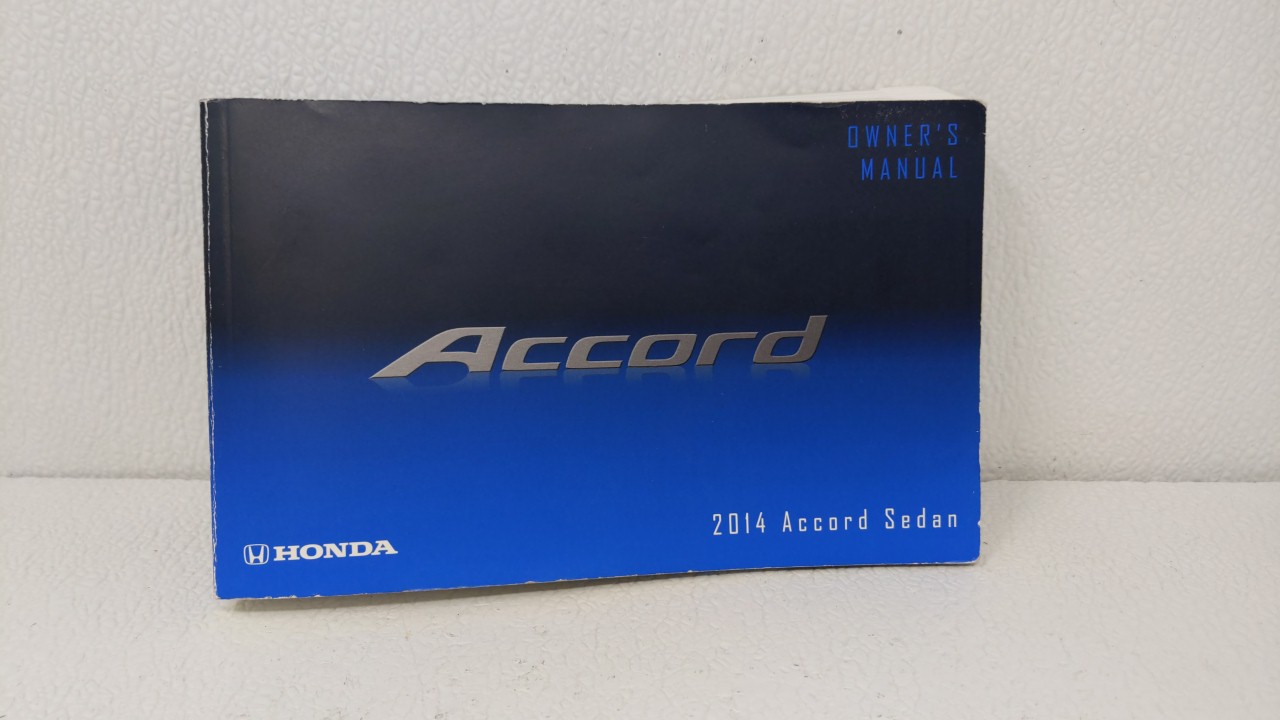 OWNER'S
MANUAL
Accord
2014 Accord Sedan
HONDA